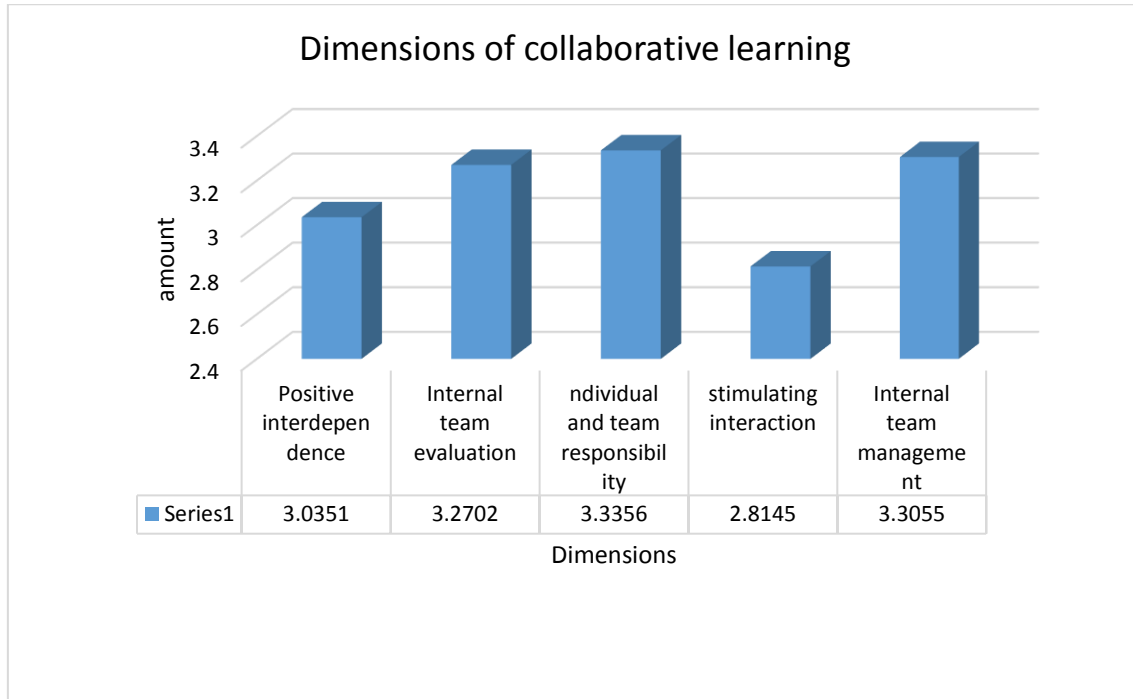 Dimensions of collaborative learning
3.4
3.2
3
2.8
2.6
2.4
amount
Positive
interdepen
dence
Internal
team
evaluation
ndividual
and team
responsibil
ity
stimulating
interaction
Internal
team
manageme
nt
Series1 3.0351 3.2702 3.3356 2.8145 3.3055
Dimensions